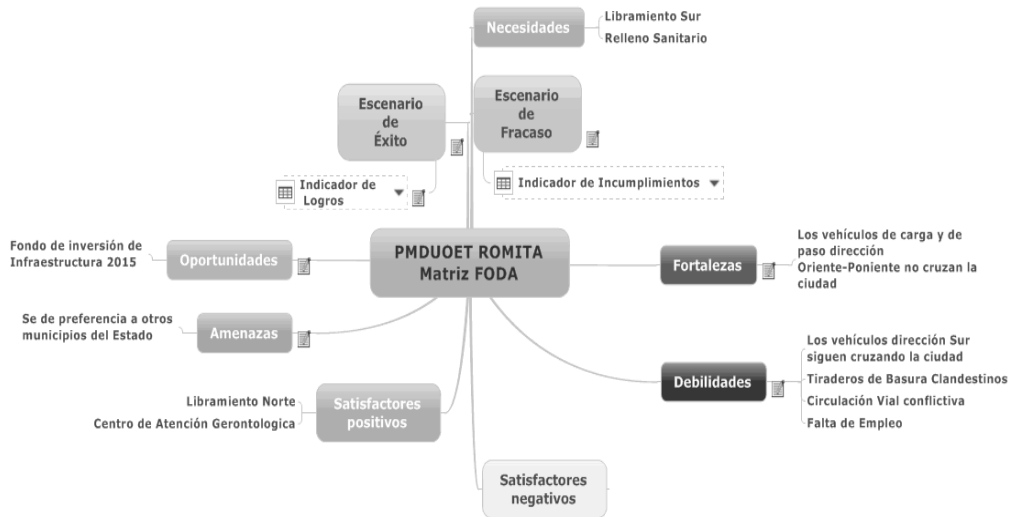 Necesidades
Libramiento Sur
Relleno Sanitario
Escenario
de
Éxito
Escenario
de
Fracaso
Indicador de
Logros
Indicador de Incumplimientos
PMDUOET ROMITA
Matriz FODA
Fondo de inversión de
Infraestructura 2015
Oportunidades
Se de preferencia a otros
municipios del Estado
Amenazas
Libramiento Norte
Centro de Atención Gerontologica
Satisfactores
positivos
Satisfactores
negativos
Fortalezas
Los vehículos de carga y de
paso dirección
Oriente-Poniente no cruzan la
ciudad
Debilidades
Los vehículos dirección Sur
siguen cruzando la ciudad
Tiraderos de Basura Clandestinos
Circulación Vial conflictiva
Falta de Empleo